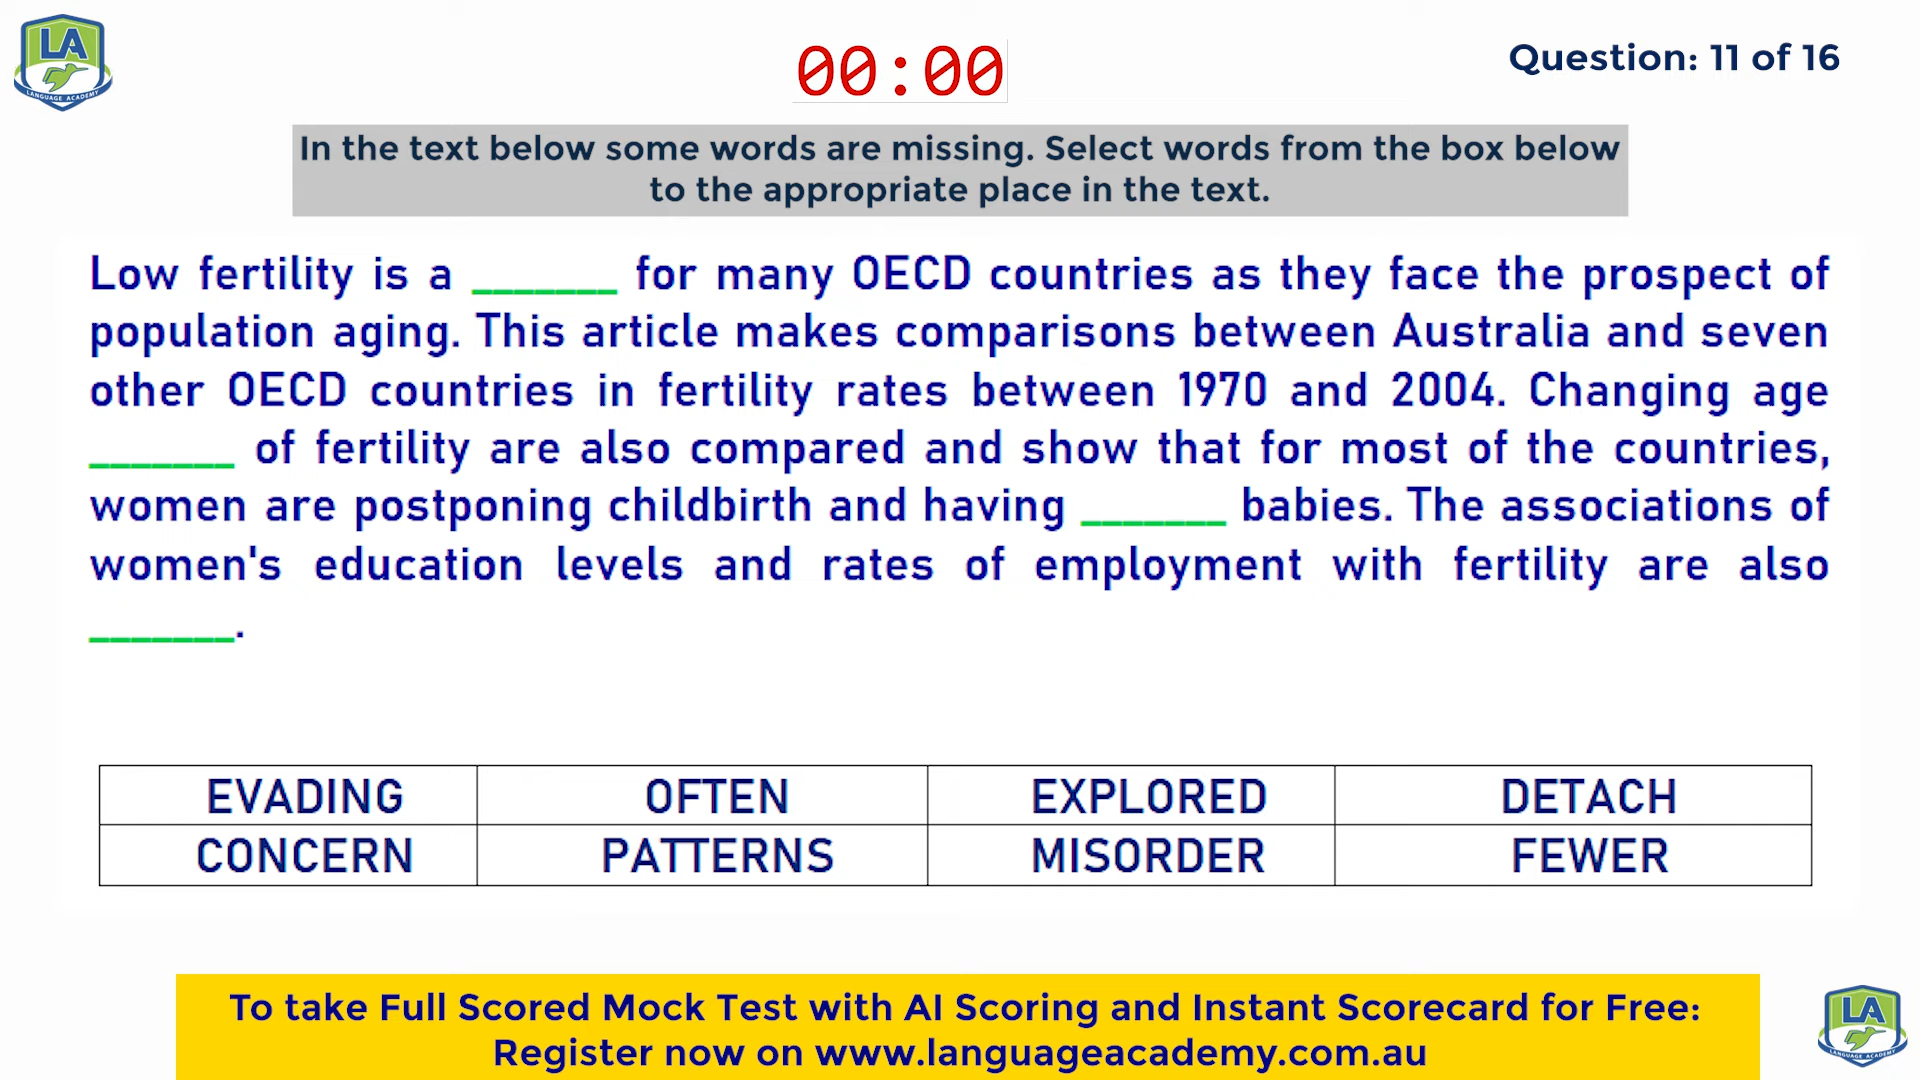 LA
LANGUAGE ACADEMY
00:00
Question: 11 of 16
In the text below some words are missing. Select words from the box below
to the appropriate place in the text.
Low fertility is a _______ for many OECD countries as they face the prospect of
population aging. This article makes comparisons between Australia and seven
other OECD countries in fertility rates between 1970 and 2004. Changing age
_______ of fertility are also compared and show that for most of the countries,
women are postponing childbirth and having _______ babies. The associations of
women's education levels and rates of employment with fertility are also
_______.
EVADING OFTEN EXPLORED DETACH
CONCERN PATTERNS MISORDER FEWER
To take Full Scored Mock Test with AI Scoring and Instant Scorecard for Free:
Register now on www.languageacademy.com.au
LA
LANGUAGE ACADEMY